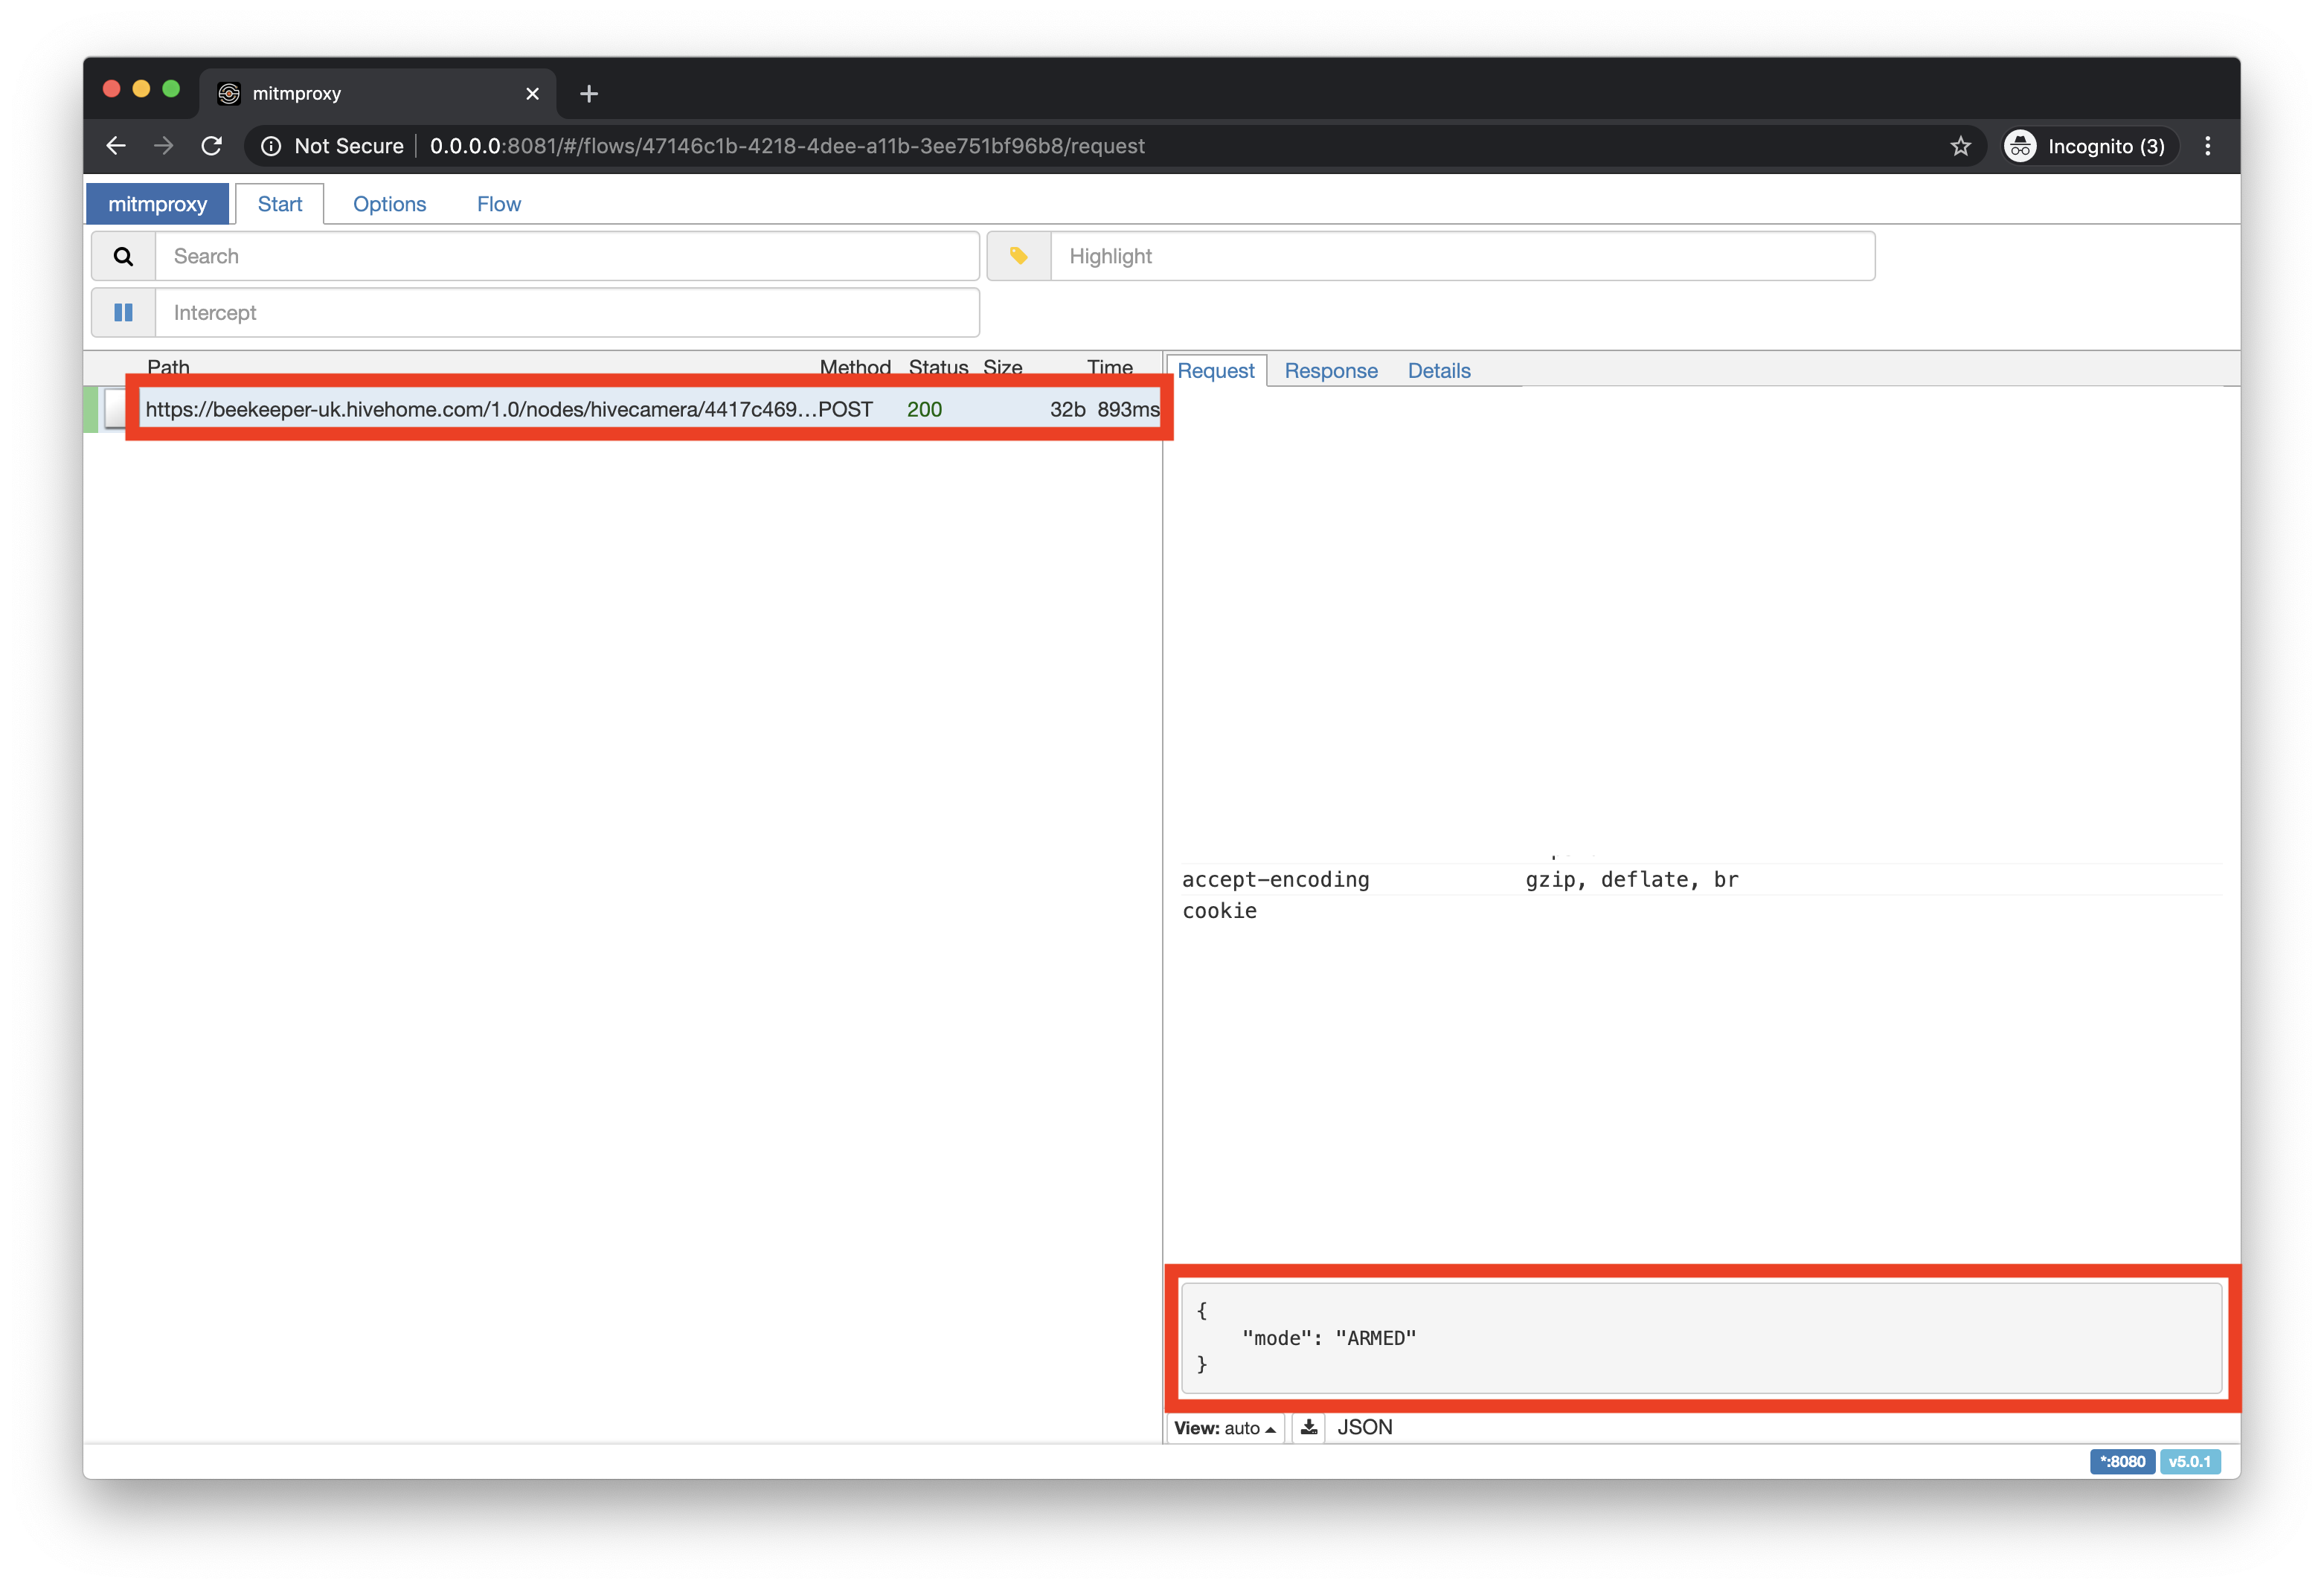 mitmproxy
Not Secure 0.0.0.0:8081/#/flows/47146c1b-4218-4dee-a11b-3ee751bf96b8/request Incognito (3)
mitmproxy Start Options Flow
Search Highlight
Intercept
Path Method Status Size Time
Request Response Details
https://beekeeper-uk.hivehome.com/1.0/nodes/hivecamera/4417c469... POST 200 32b 893ms
accept-encoding gzip, deflate, br
cookie
{
"mode": "ARMED"
}
View: auto JSON
*:8080 v5.0.1